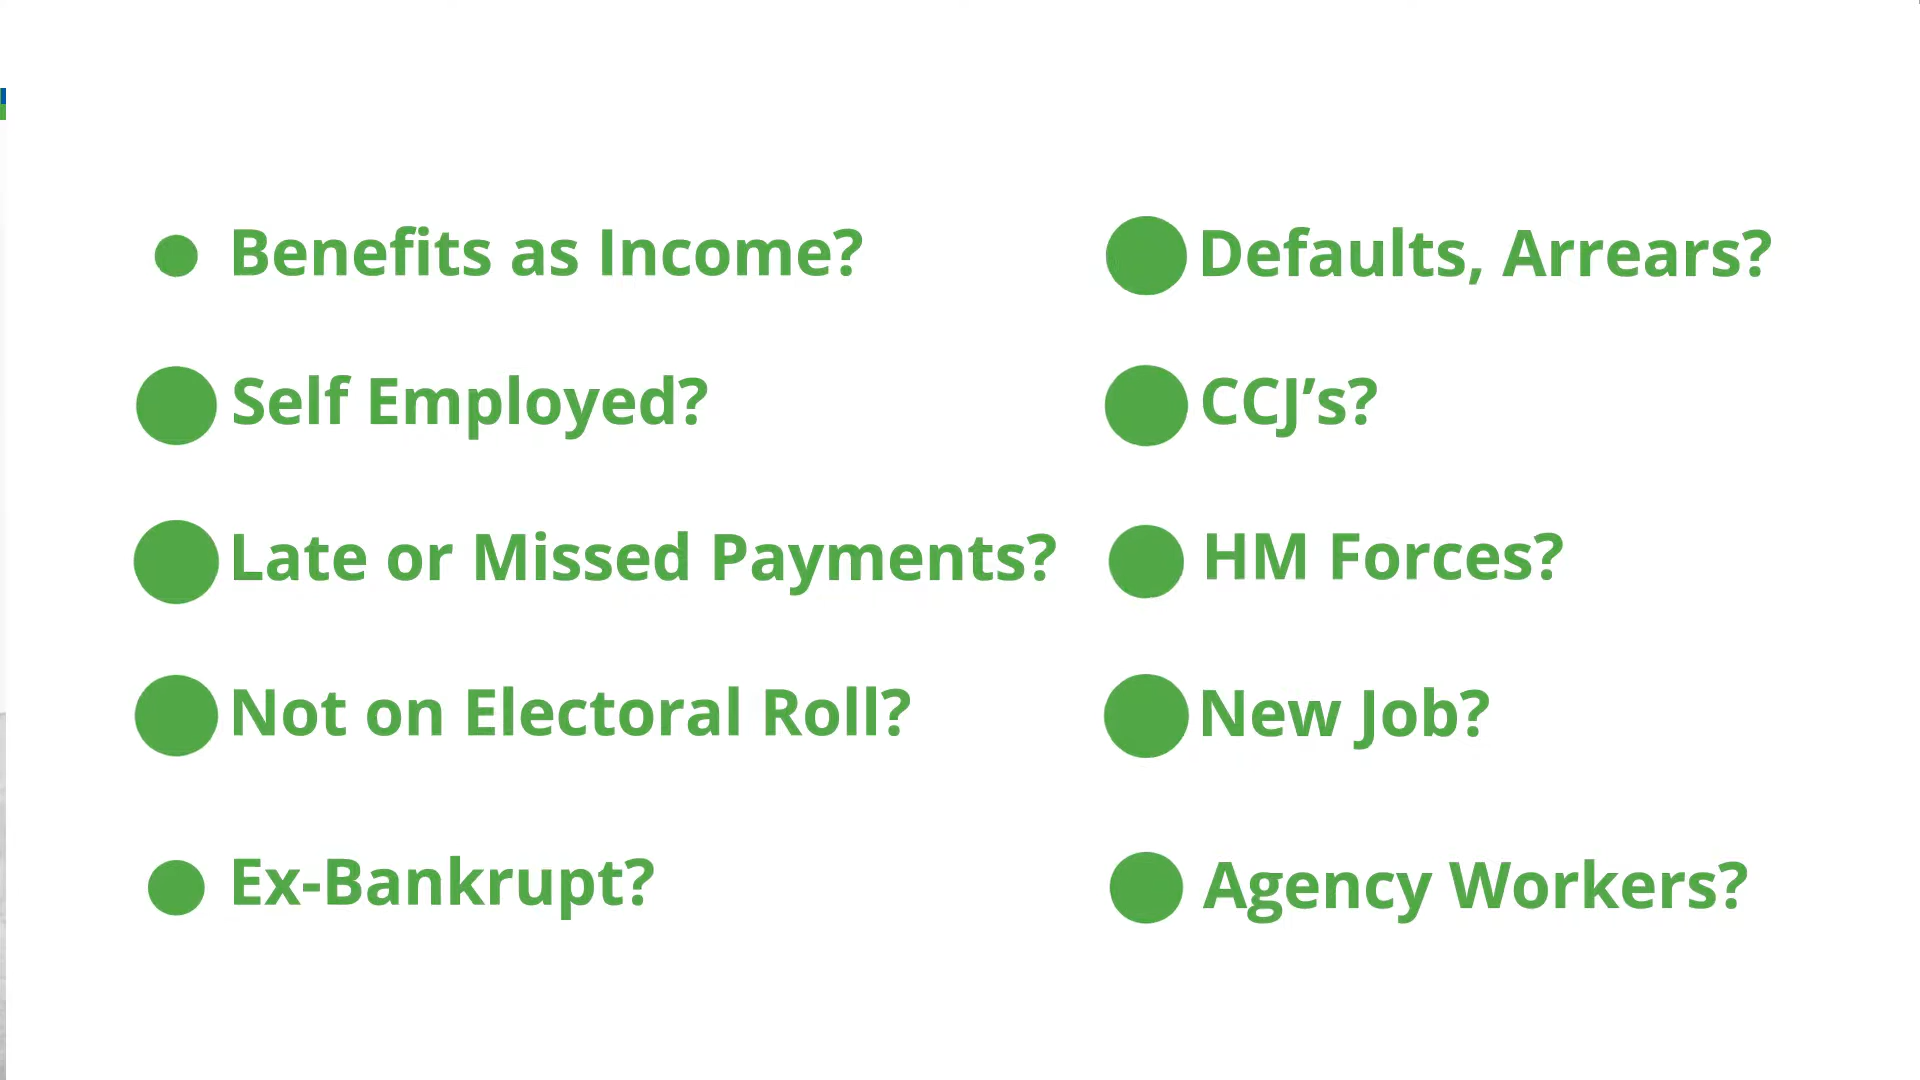 Benefits as Income?
Self Employed?
Late or Missed Payments?
Not on Electoral Roll?
Ex-Bankrupt?
Defaults, Arrears?
CCJ’s?
HM Forces?
New Job?
Agency Workers?